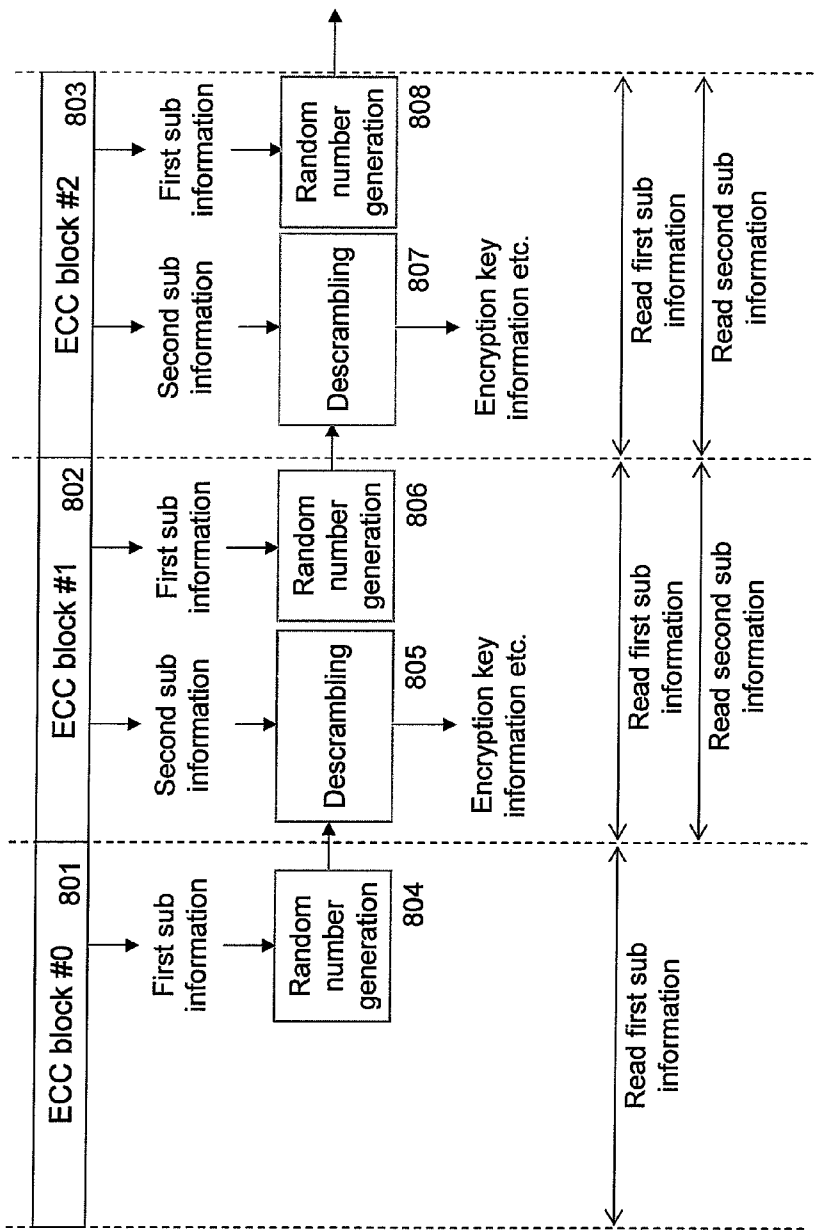 ECC block #0
801
ECC block #1
802
ECC block #2
803
First sub
information
Second sub
information
First sub
information
Second sub
information
First sub
information
Random
number
generation
804
Descrambling
805
Random
number
generation
806
Descrambling
807
Random
number
generation
808
Encryption key
information etc.
Encryption key
information etc.
Read first sub
information
Read first sub
information
Read first sub
information
Read second sub
information
Read second sub
information